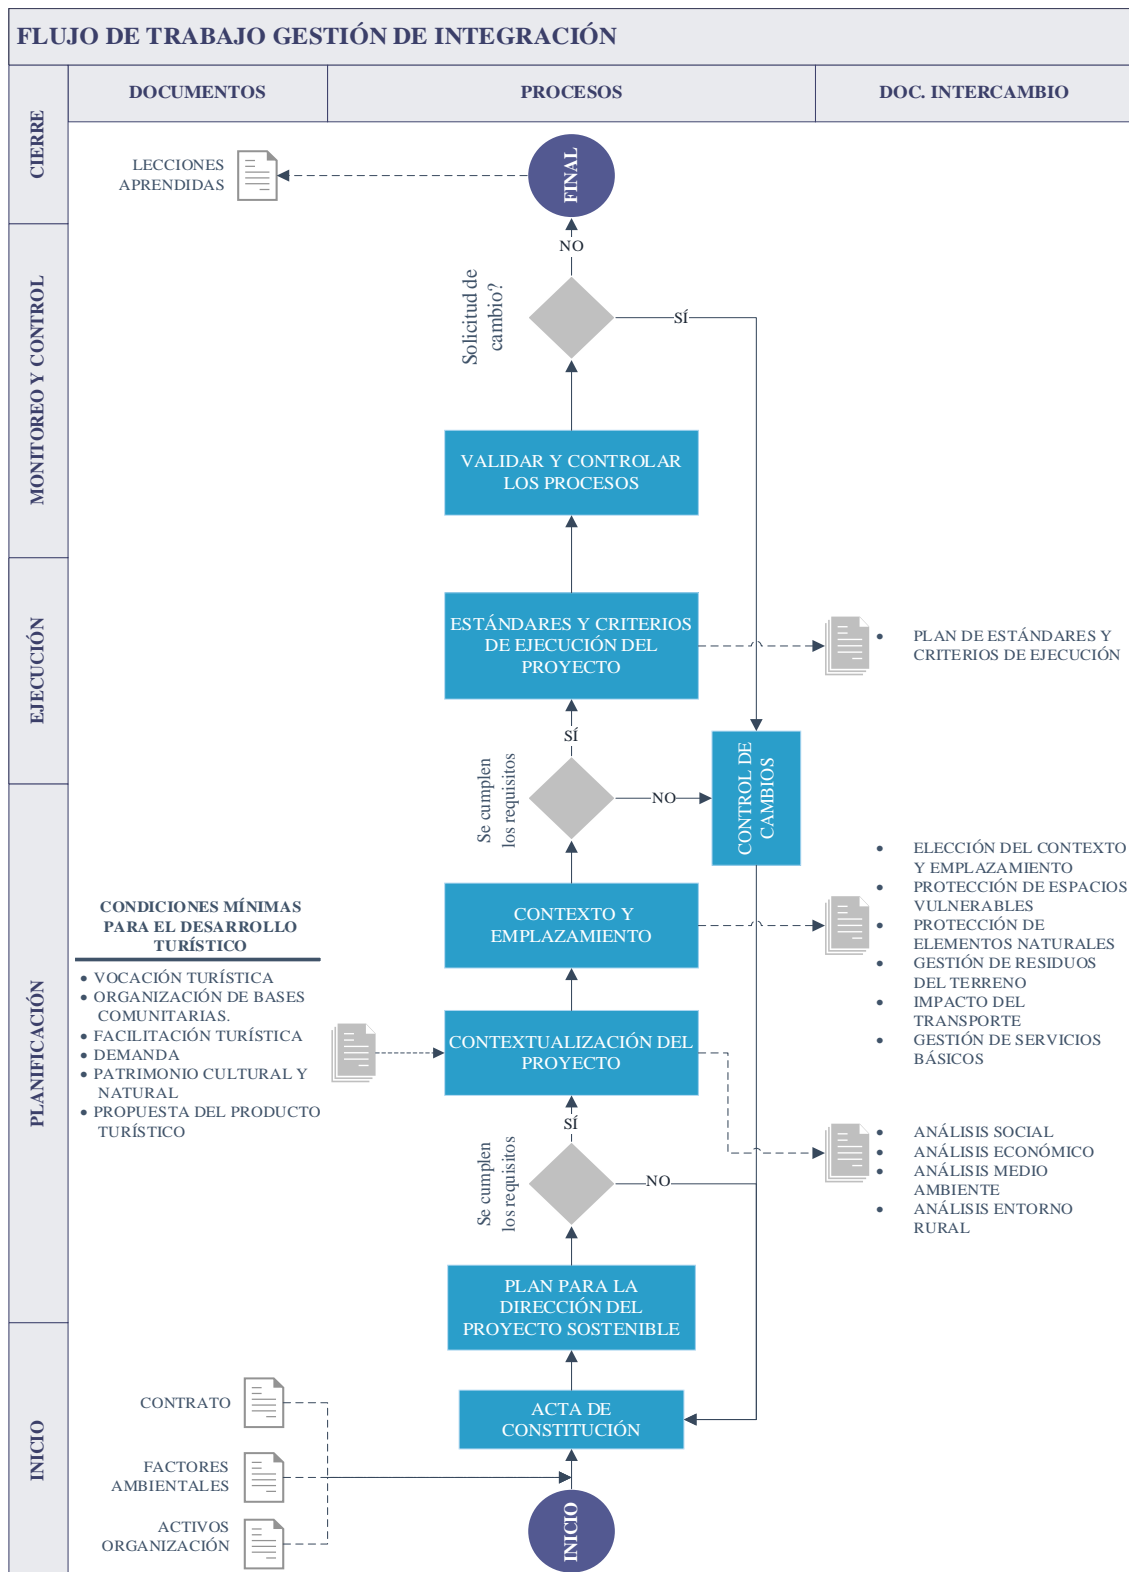 FLUJO DE TRABAJO GESTIÓN DE INTEGRACIÓN
DOCUMENTOS
PROCESOS
DOC. INTERCAMBIO
CIERRE
LECCIONES
APRENDIDAS
FINAL
NO
MONITOREO Y CONTROL
Solicitud de
cambio?
SÍ
VALIDAR Y CONTROLAR
LOS PROCESOS
EJECUCIÓN
ESTÁNDARES Y CRITERIOS
DE EJECUCIÓN DEL
PROYECTO
• PLAN DE ESTÁNDARES Y
CRITERIOS DE EJECUCIÓN
SÍ
Se cumplen
los requisitos
NO
CONTROL DE
CAMBIOS
PLANIFICACIÓN
CONTEXTO Y
EMPLAZAMIENTO
• ELECCIÓN DEL CONTEXTO
Y EMPLAZAMIENTO
• PROTECCIÓN DE ESPACIOS
VULNERABLES
• PROTECCIÓN DE
ELEMENTOS NATURALES
• GESTIÓN DE RESIDUOS
DEL TERRENO
• IMPACTO DEL
TRANSPORTE
• GESTIÓN DE SERVICIOS
BÁSICOS
CONDICIONES MÍNIMAS
PARA EL DESARROLLO
TURÍSTICO
• VOCACIÓN TURÍSTICA
• ORGANIZACIÓN DE BASES
COMUNITARIAS.
• FACILITACIÓN TURÍSTICA
• DEMANDA
• PATRIMONIO CULTURAL Y
NATURAL
• PROPUESTA DEL PRODUCTO
TURÍSTICO
CONTEXTUALIZACIÓN DEL
PROYECTO
SÍ
Se cumplen
los requisitos
NO
• ANÁLISIS SOCIAL
• ANÁLISIS ECONÓMICO
• ANÁLISIS MEDIO
AMBIENTE
• ANÁLISIS ENTORNO
RURAL
PLAN PARA LA
DIRECCIÓN DEL
PROYECTO SOSTENIBLE
INICIO
CONTRATO
ACTA DE
CONSTITUCIÓN
FACTORES
AMBIENTALES
ACTIVOS
ORGANIZACIÓN
INICIO